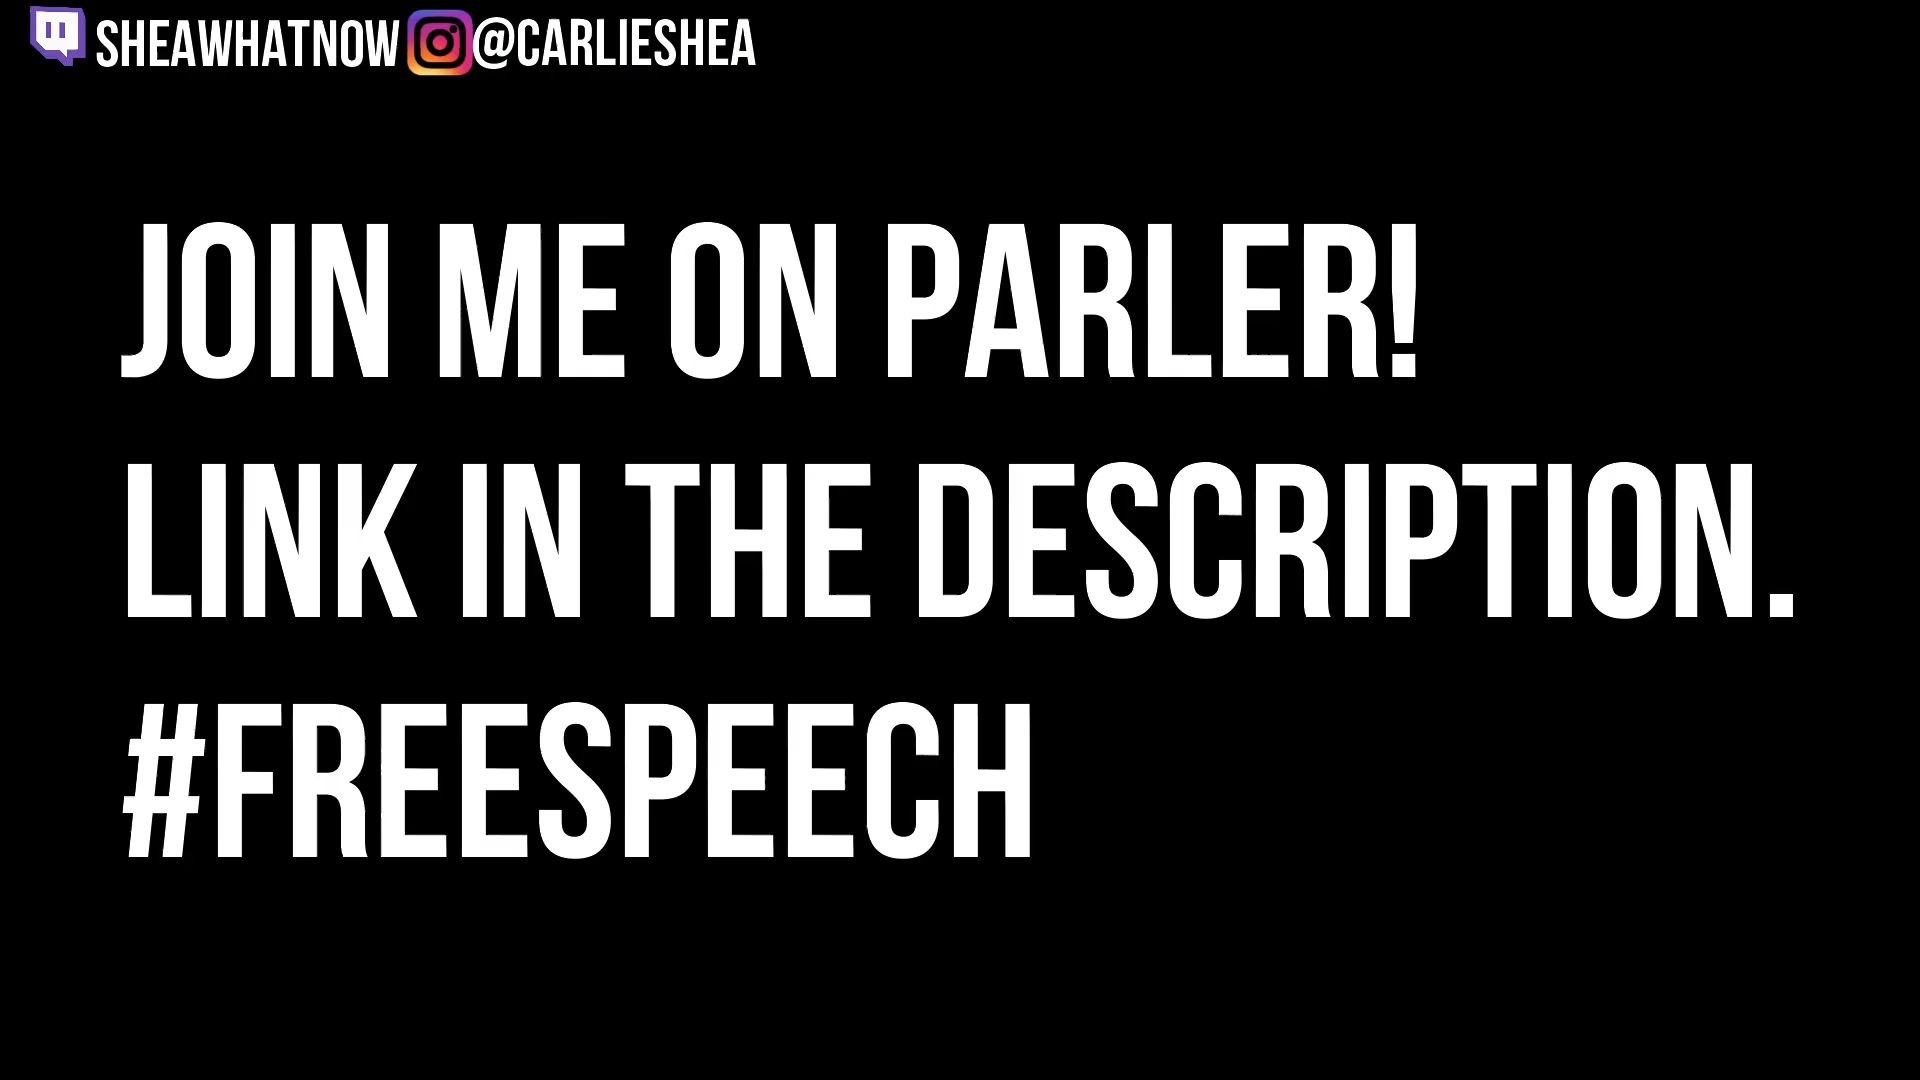 SHEAWHATNOW @CARLIESHEA
JOIN ME ON PARLER!
LINK IN THE DESCRIPTION.
#FREESPEECH